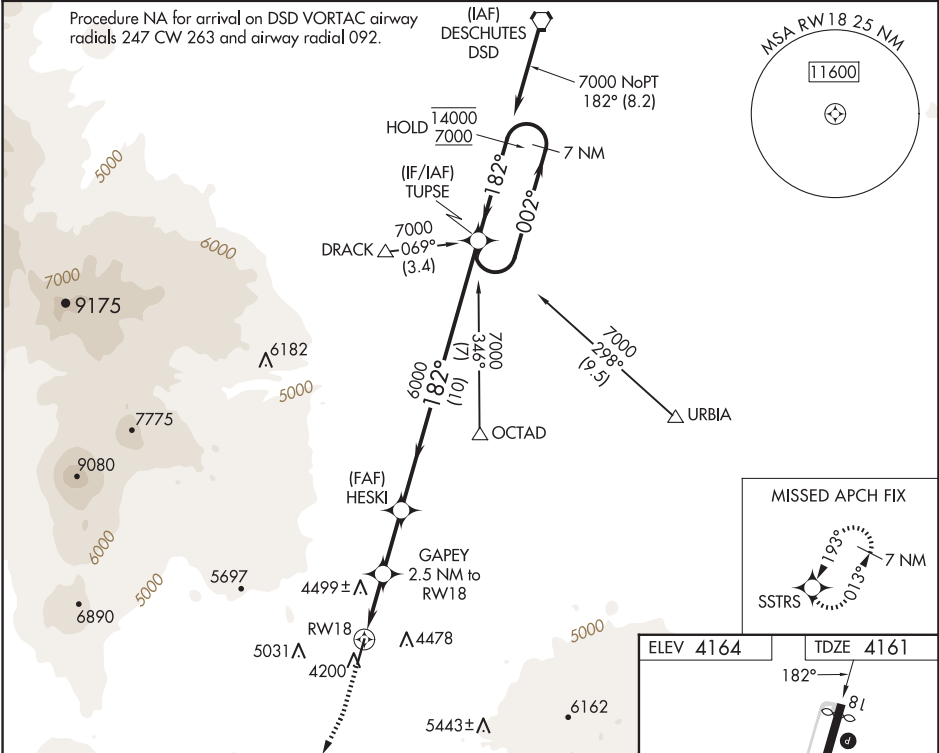 Procedure NA for arrival on DSD VORTAC airway
radials 247 CW 263 and airway radial 092.
(IAF)
DESCHUTES
DSD
7000 NoPT
182° (8.2)
MSA RW18 25 NM
11600
HOLD
14000
7000
7 NM
182°
002°
(IF/IAF)
TUPSE
DRACK
7000
069°
(3.4)
5000
6000
7000
9175
6182
5000
6000
182°
(10)
7000
346°
(7)
OCTAD
7000
298°
(9.5)
URBIA
7775
9080
6000
5000
6890
5697
(FAF)
HESKI
GAPEY
2.5 NM to
RW18
4499±
RW18
4478
5031
4200
5000
6162
5443±
MISSED APCH FIX
193°
013°
7 NM
SSTRS
ELEV 4164
TDZE 4161
182°
18
P